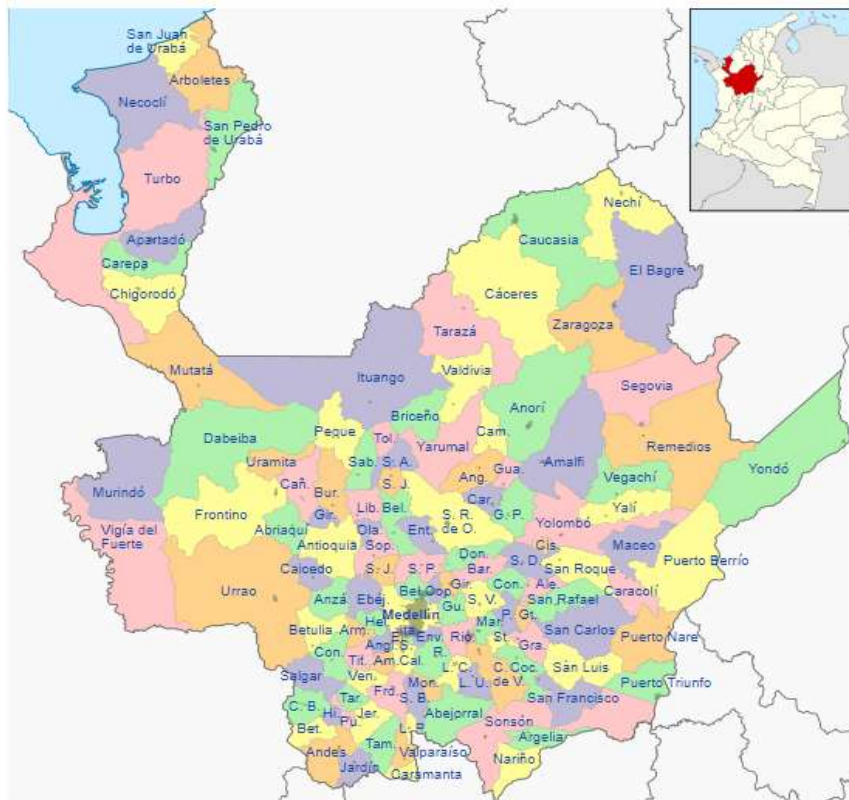 San Juan
de Urabá
Arboletes
Necoclí
San Pedro
de Urabá
Turbo
Apartadó
Carepa
Chigorodó
Mutatá
Nechí
Caucasia
El Bagre
Cáceres
Zaragoza
Tarazá
Valdivia
Ituango
Segovia
Anorí
Briceño
Dabeiba
Peque
Tol.
Yarumal
Cam.
Remedios
Uramita
Sab.
S. A.
Gua.
Amalfi
Yondó
Murindó
Cañ.
Bur.
S. J.
Ang.
Vegachí
Frontino
Gir.
Lib.
Bel.
Car.
S. R.
de O.
G. P.
Yolombó
Yalí
Vigía del
Fuerte
Abriaquí
Ola.
Ent.
Antioquia
Sop.
Don.
Cis.
Maceo
Puerto Berrío
Caicedo
S. J.
S. P.
Bar.
S. D.
San Roque
Urrao
Anzá
Ebéj.
Bel.
Cop.
Gir.
Con.
Ale.
Caracolí
Medellín
Gu.
S. V.
San Rafael
Betulia
Arm.
Hel.
Ita.
Mar.
P.
Gt.
San Carlos
Puerto Nare
E.
Env.
Rio.
St.
Con.
Angl.
S.
R.
Gra.
Tit.
Am.
Cal.
L. C.
C.
de V.
Coc.
San Luis
Salgar
Ven.
Mon.
L. U.
Puerto Triunfo
Frd.
S. B.
San Francisco
C. B.
Tar.
Hi.
Jer.
Abejorral
Sonsón
Bet.
Pu.
L. P.
Argelia
Andes
Tam.
Valparaíso
Nariño
Jardín
Caramanta